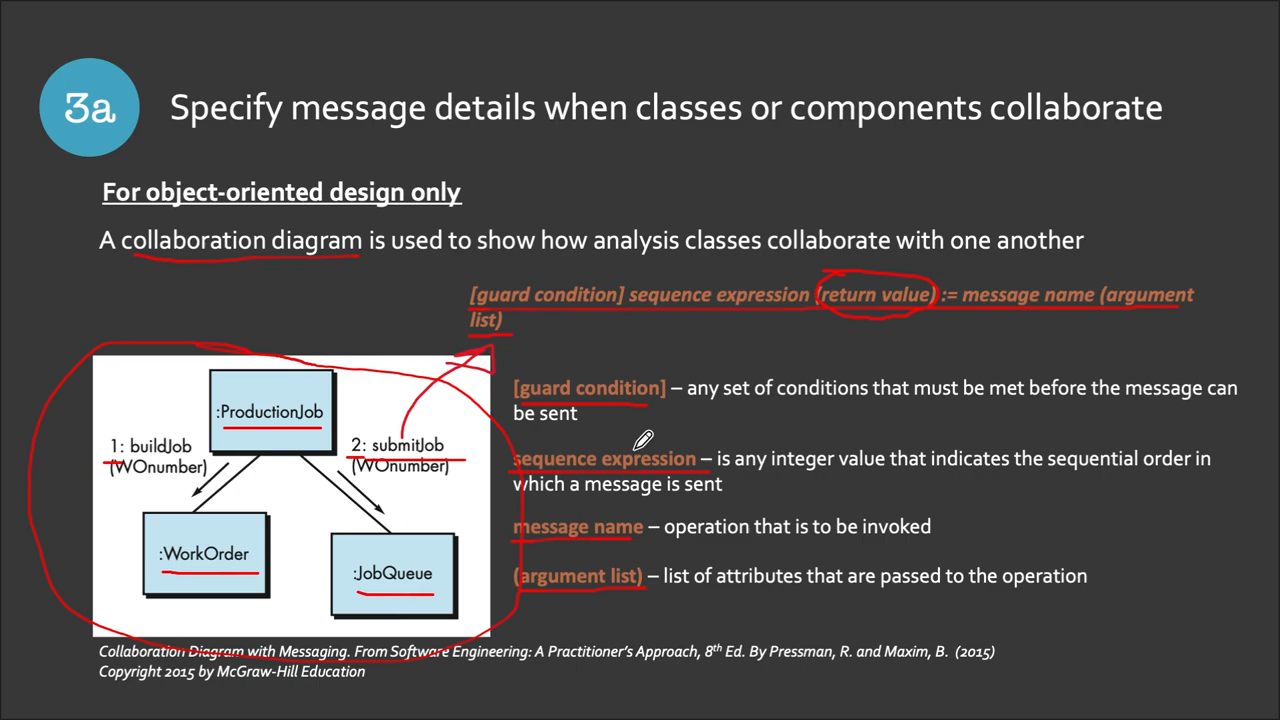 3a
Specify message details when classes or components collaborate
For object-oriented design only
A collaboration diagram is used to show how analysis classes collaborate with one another
[guard condition] sequence expression (return value) := message name (argument
list)
:ProductionJob
1: buildJob
(WOnumber)
2: submitJob
(WOnumber)
:WorkOrder
:JobQueue
[guard condition] – any set of conditions that must be met before the message can
be sent
sequence expression – is any integer value that indicates the sequential order in
which a message is sent
message name – operation that is to be invoked
(argument list) – list of attributes that are passed to the operation
Collaboration Diagram with Messaging. From Software Engineering: A Practitioner's Approach, 8th Ed. By Pressman, R. and Maxim, B. (2015)
Copyright 2015 by McGraw-Hill Education